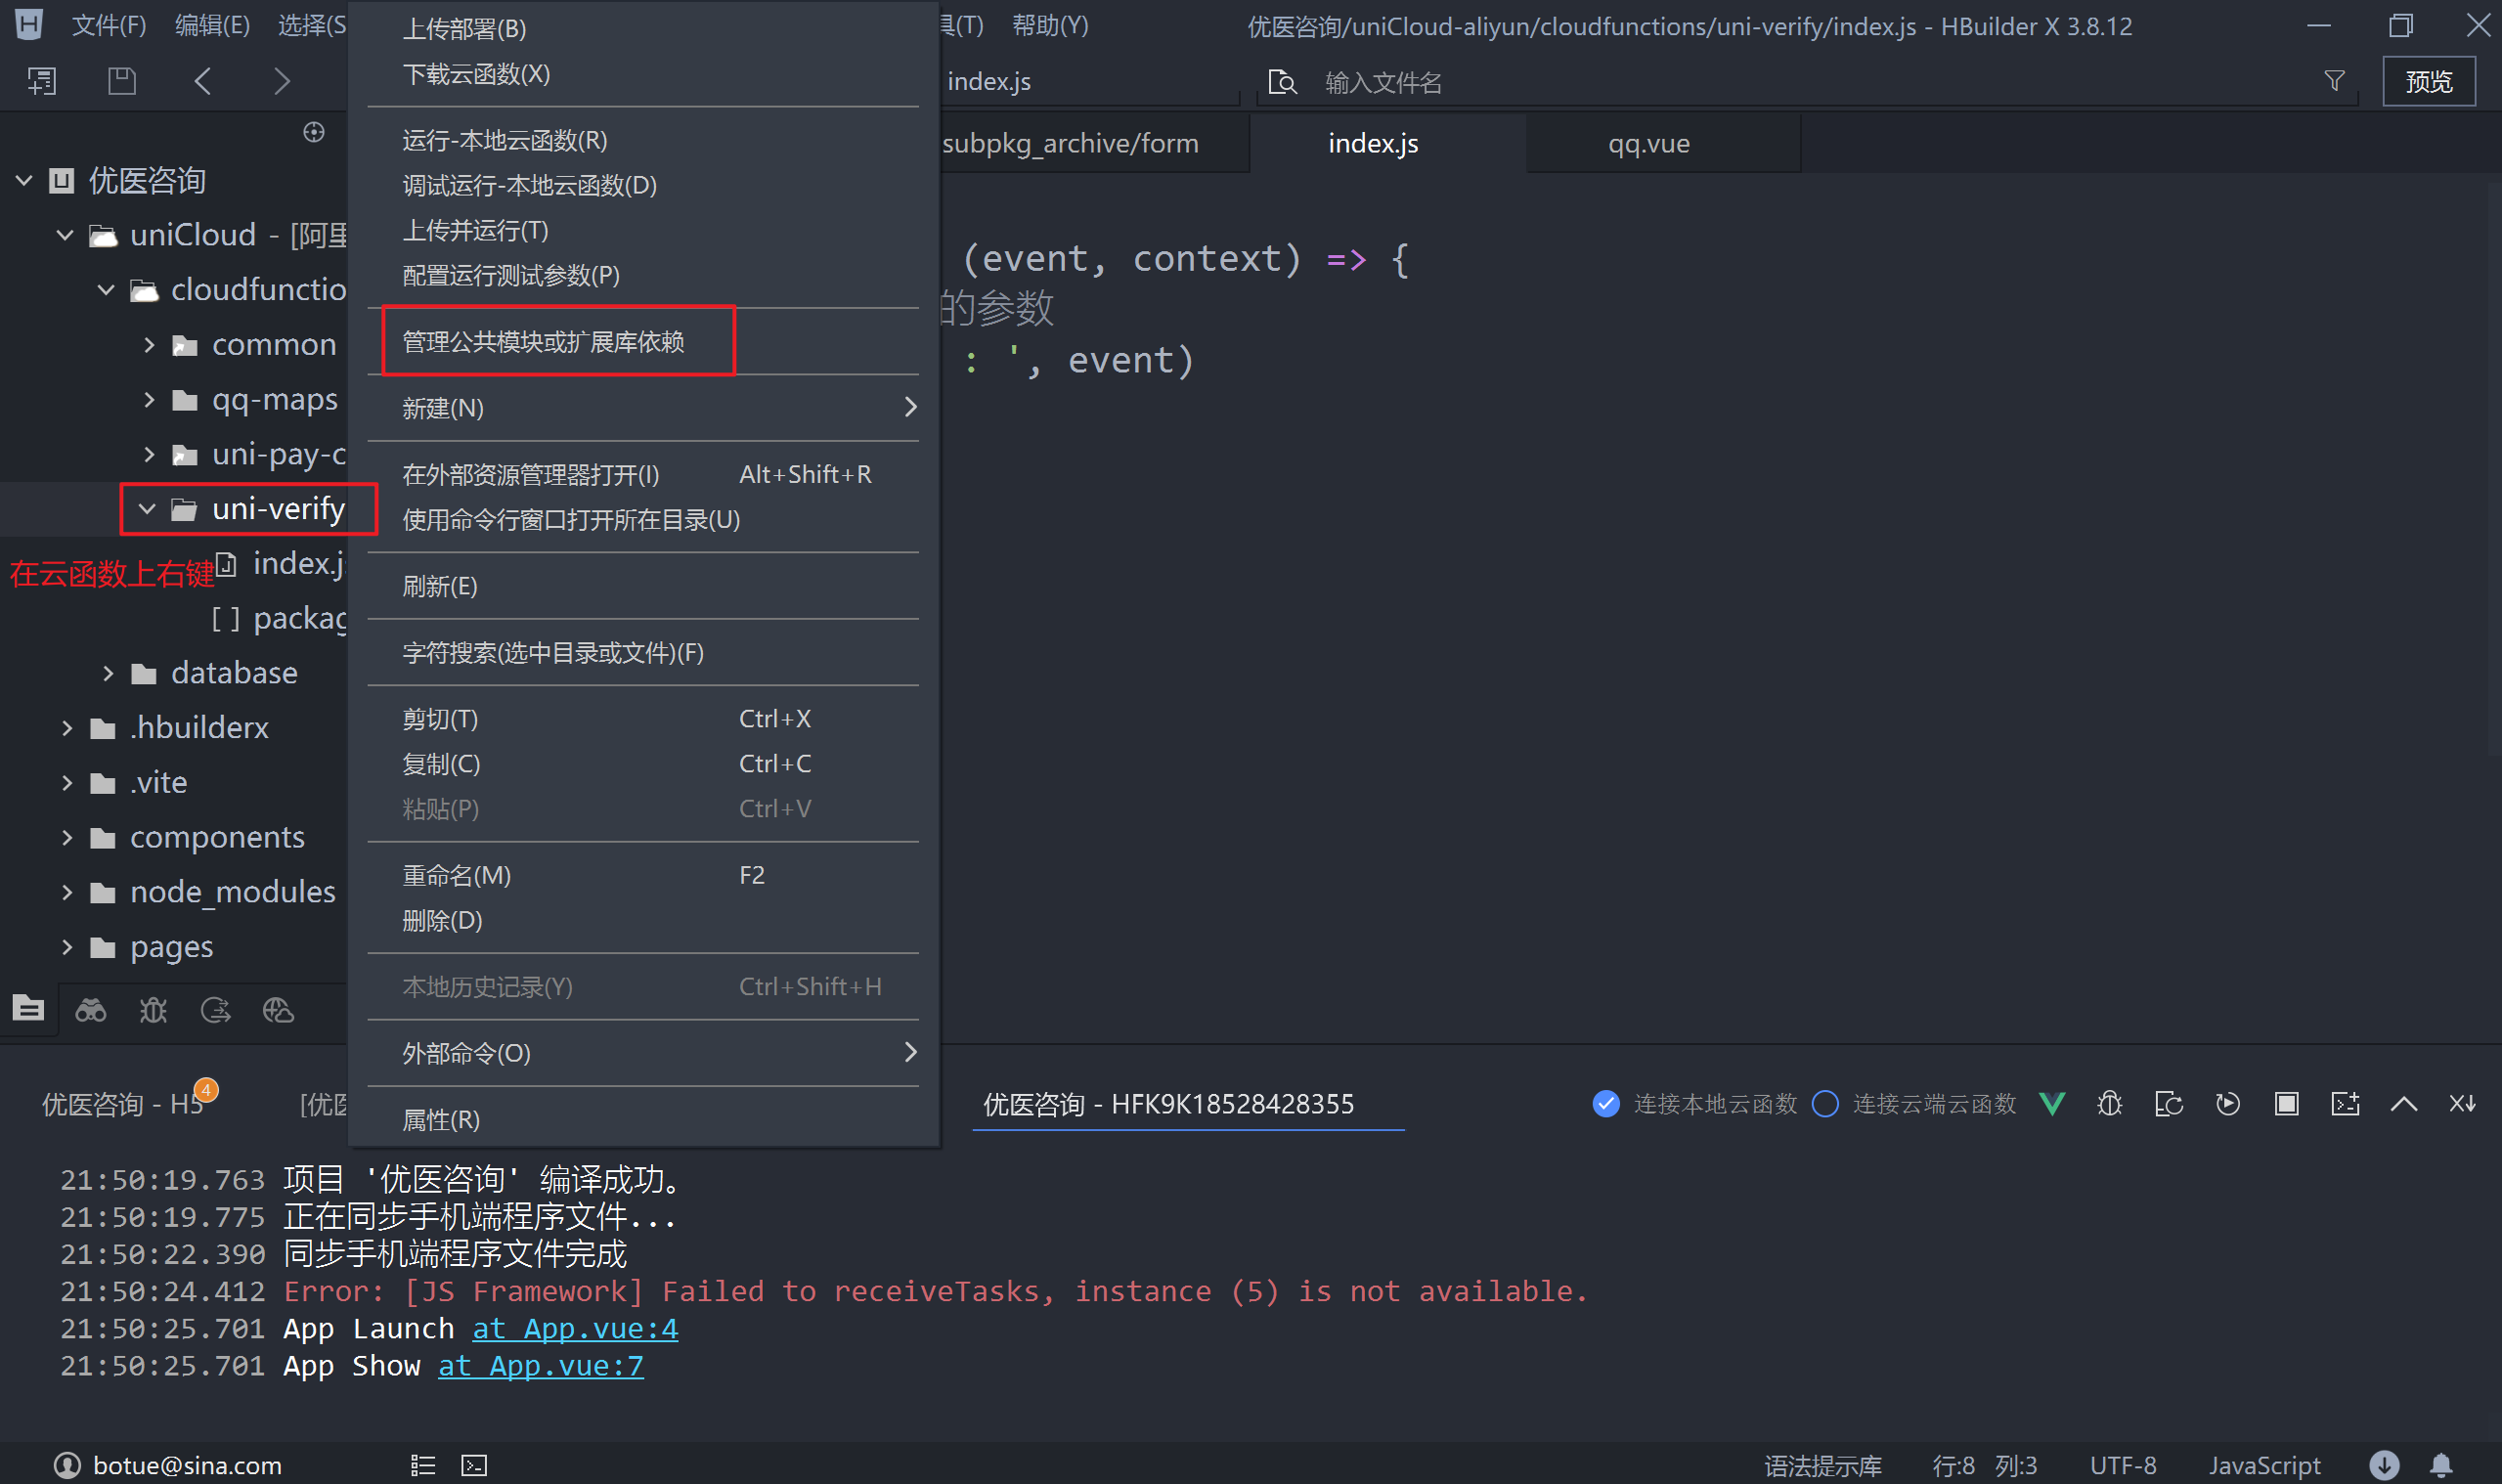 文件(F) 编辑(E) 选择(S
具(T) 帮助(Y)
优医咨询/uniCloud-aliyun/cloudfunctions/uni-verify/index.js - HBuilder X 3.8.12
index.js
输入文件名
预览
subpkg_archive/form
index.js
qq.vue
优医咨询
uniCloud - [阿里
cloudfunctio
common
qq-maps
uni-pay-c
uni-verify
在云函数上右键
index.j
packag
database
.hbuilderx
.vite
components
node_modules
pages
上传部署(B)
下载云函数(X)
运行-本地云函数(R)
调试运行-本地云函数(D)
上传并运行(T)
配置运行测试参数(P)
管理公共模块或扩展库依赖
新建(N)
在外部资源管理器打开(I) Alt+Shift+R
使用命令行窗口打开所在目录(U)
刷新(E)
字符搜索(选中目录或文件)(F)
剪切(T) Ctrl+X
复制(C) Ctrl+C
粘贴(P) Ctrl+V
重命名(M) F2
删除(D)
本地历史记录(Y) Ctrl+Shift+H
外部命令(O)
属性(R)
(event, context) => {
的参数
: ', event)
优医咨询 - H5
4
[优医
优医咨询 - HFK9K18528428355
连接本地云函数
连接云端云函数
21:50:19.763 项目 '优医咨询' 编译成功。
21:50:19.775 正在同步手机端程序文件...
21:50:22.390 同步手机端程序文件完成
21:50:24.412 Error: [JS Framework] Failed to receiveTasks, instance (5) is not available.
21:50:25.701 App Launch at App.vue:4
21:50:25.701 App Show at App.vue:7
botue@sina.com
语法提示库
行:8 列:3
UTF-8
JavaScript